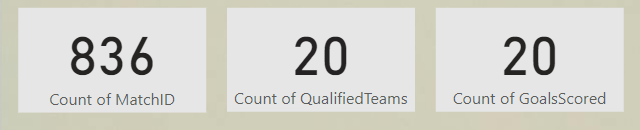 836
Count of MatchID
20
Count of QualifiedTeams
20
Count of GoalsScored